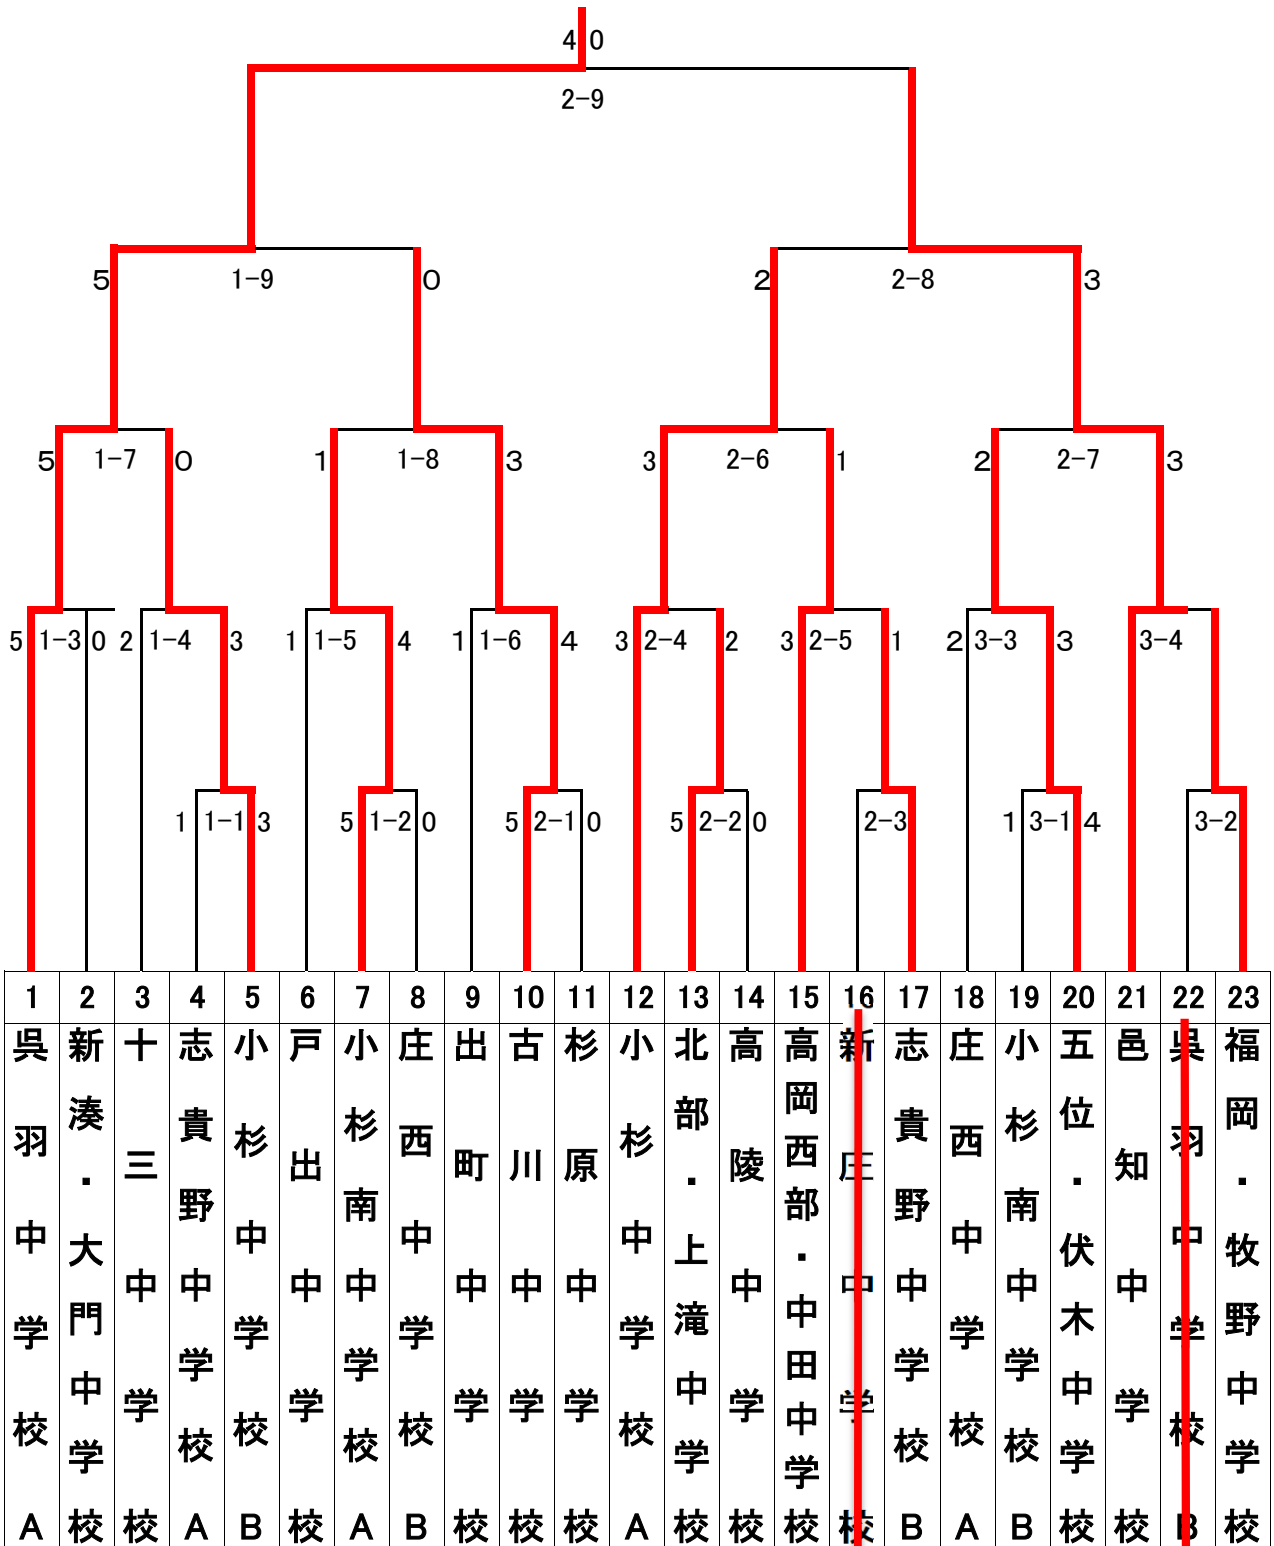 4 0
2-9
5 1-9 0 2 2-8 3
5 1-7 0 1 1-8 3 3 2-6 1 2 2-7 3
5 1-3 0 2 1-4 3 1 1-5 4 1 1-6 4 3 2-4 2 3 2-5 1 2 3-3 3 3-4
1 1-1 3 5 1-2 0 5 2-1 0 5 2-2 0 2-3 1 3-1 4 3-2
1 2 3 4 5 6 7 8 9 10 11 12 13 14 15 16 17 18 19 20 21 22 23
呉羽中学校A
新湊・大門中学校
十三中学校
志貴野中学校A
小杉中学校B
戸出中学校
小杉南中学校A
庄西中学校B
出町中学校
古川中学校
杉原中学校
小杉中学校A
北部・上滝中学校
高陵中学校
高岡西部・中田中学校
新庄中学校
志貴野中学校B
庄西中学校A
小杉南中学校B
五位・伏木中学校
邑知中学校
呉羽中学校B
福岡・牧野中学校